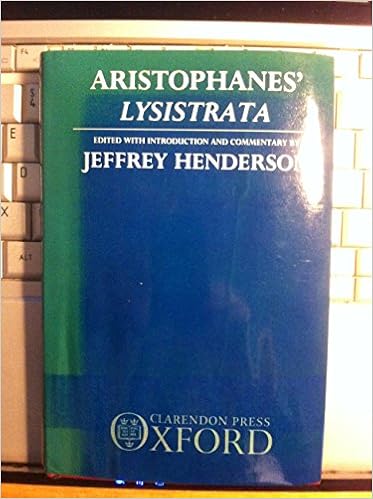 ARISTOPHANES'
LYSISTRATA
EDITED WITH INTRODUCTION AND COMMENTARY BY
JEFFREY HENDERSON
CLARENDON PRESS
OXFORD
X